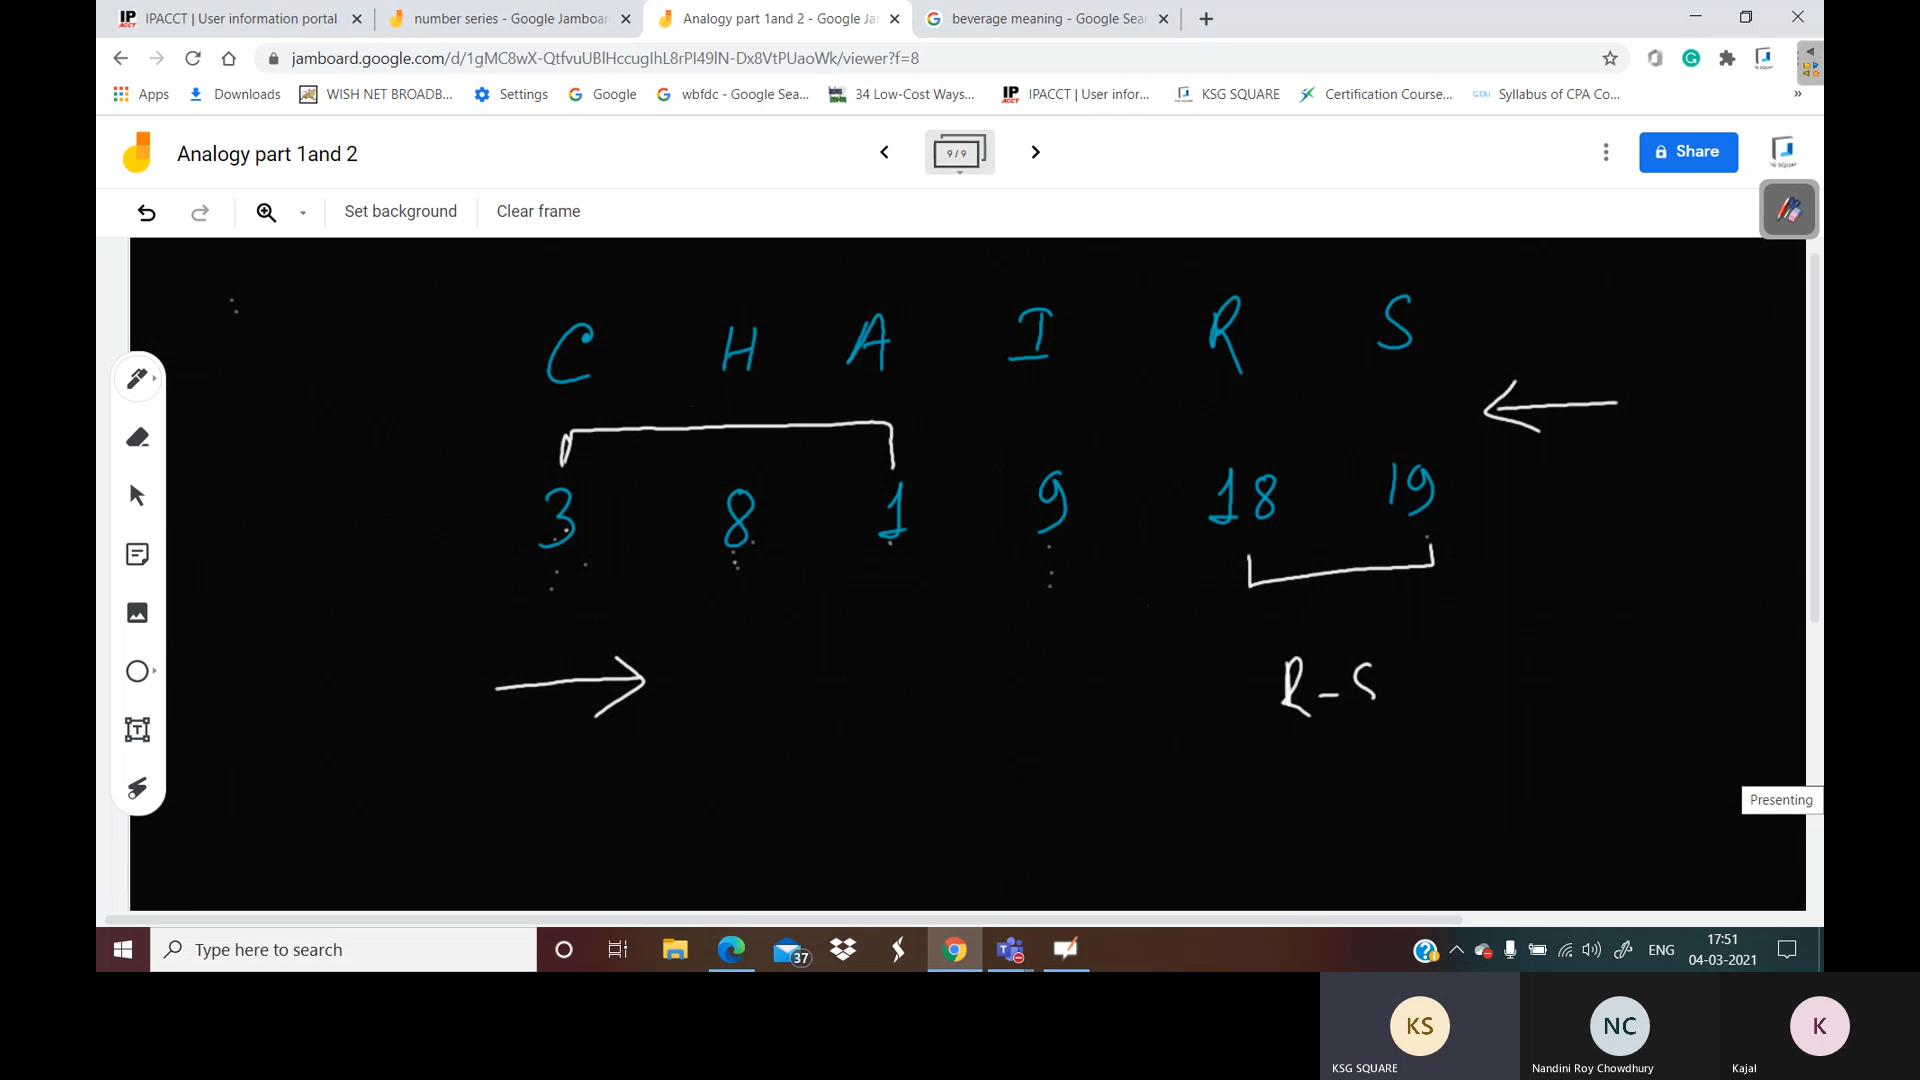 IPACCT | User information portal
number series - Google Jamboar
Analogy part 1and 2 - Google Ja
beverage meaning - Google Sea
jamboard.google.com/d/1gMC8wX-QtfvuUBlHccuglhL8rPI49lN-Dx8VtPUaoWk/viewer?f=8
Apps Downloads WISH NET BROADB... Settings Google wbfdc - Google Sea... 34 Low-Cost Ways... IPACCT | User infor... KSG SQUARE Certification Course... Syllabus of CPA Co... »
Analogy part 1and 2
9 / 9
Share
Set background Clear frame
C H A I R S
3 8 1 9 18 19
R - S
Presenting
Type here to search
37
ENG
17:51
04-03-2021
KS NC K
KSG SQUARE Nandini Roy Chowdhury Kajal